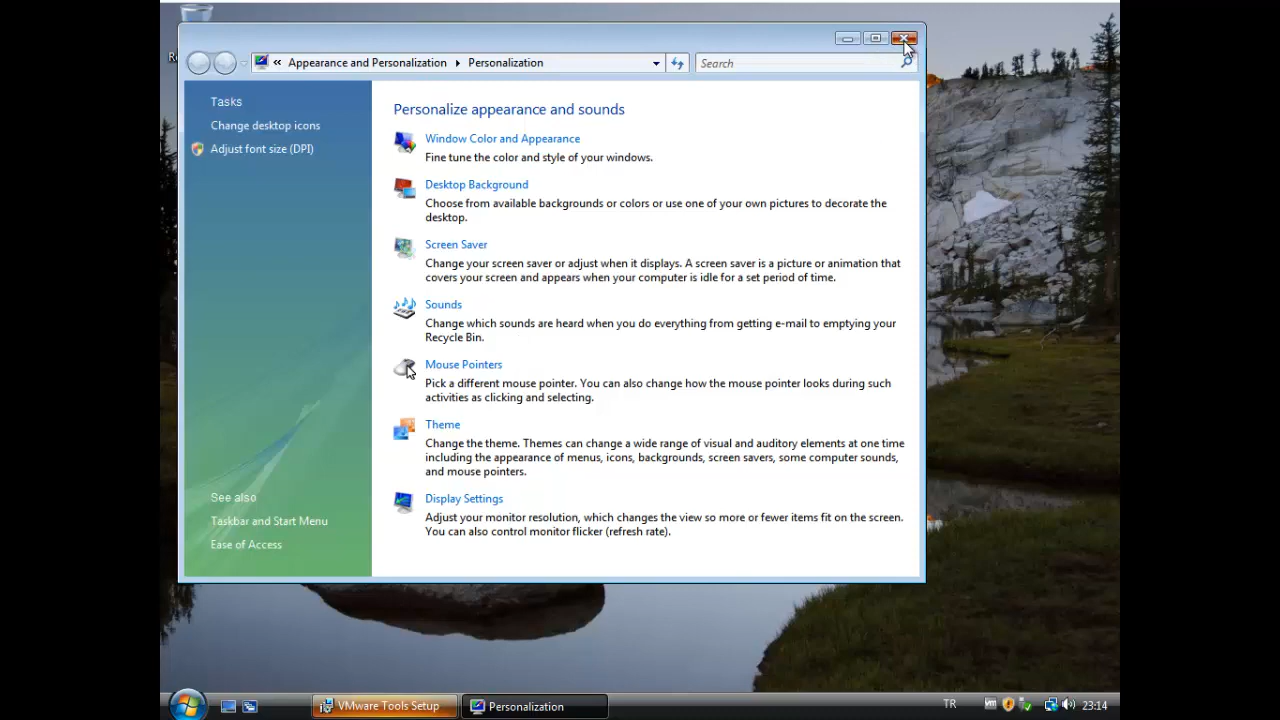 « Appearance and Personalization Personalization
Search
Tasks
Change desktop icons
Adjust font size (DPI)
Personalize appearance and sounds
Window Color and Appearance
Fine tune the color and style of your windows.
Desktop Background
Choose from available backgrounds or colors or use one of your own pictures to decorate the
desktop.
Screen Saver
Change your screen saver or adjust when it displays. A screen saver is a picture or animation that
covers your screen and appears when your computer is idle for a set period of time.
Sounds
Change which sounds are heard when you do everything from getting e-mail to emptying your
Recycle Bin.
Mouse Pointers
Pick a different mouse pointer. You can also change how the mouse pointer looks during such
activities as clicking and selecting.
Theme
Change the theme. Themes can change a wide range of visual and auditory elements at one time
including the appearance of menus, icons, backgrounds, screen savers, some computer sounds,
and mouse pointers.
Display Settings
Adjust your monitor resolution, which changes the view so more or fewer items fit on the screen.
You can also control monitor flicker (refresh rate).
See also
Taskbar and Start Menu
Ease of Access
VMware Tools Setup
Personalization
TR
23:14